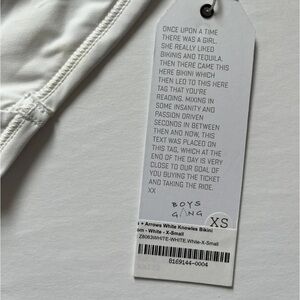 ONCE UPON A TIME
THERE WAS A GIRL.
SHE REALLY LIKED
BIKINIS AND TEQUILA.
THEN THERE CAME THIS
HERE BIKINI WHICH
THEN LED TO THIS HERE
TAG THAT YOU'RE
READING. MIXING IN
SOME INSANITY AND
PASSION DRIVEN
SECONDS IN BETWEEN
THEN AND NOW, THIS
TEXT WAS PLACED ON
THIS TAG, WHICH AT THE
END OF THE DAY IS VERY
CLOSE TO OUR GOAL OF
YOU BUYING THE TICKET
AND TAKING THE RIDE.
XX
BOYS
GANG
XS
+ Arrows White Knowles Bikini
om - White - X-Small
Z8083WHITE-WHITE.White-X-Small
8169144-0004